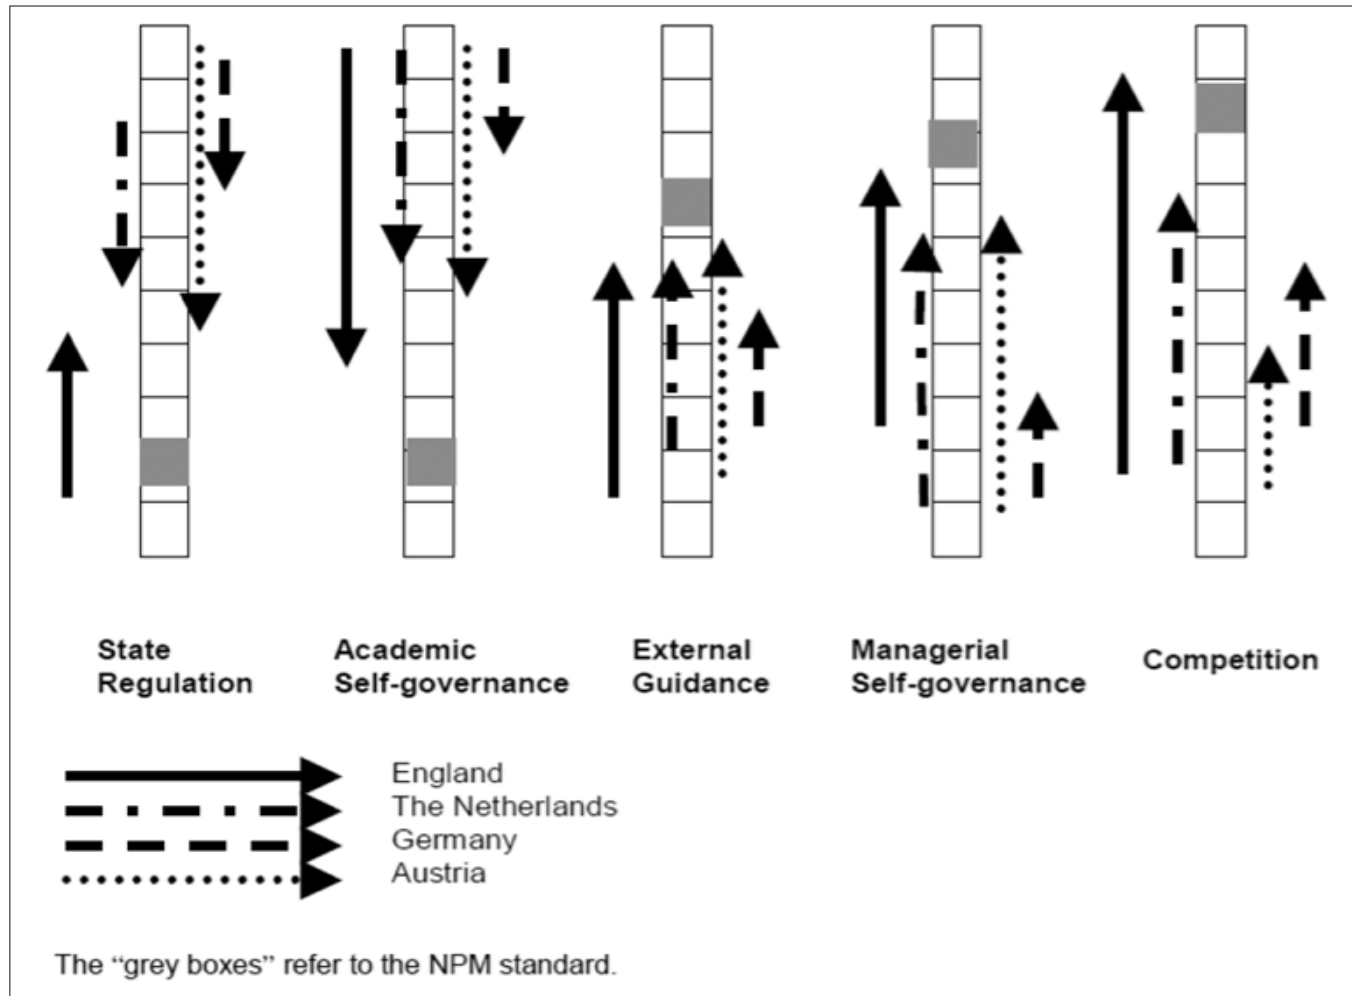 State
Regulation
Academic
Self-governance
External
Guidance
Managerial
Self-governance
Competition
England
The Netherlands
Germany
Austria
The “grey boxes” refer to the NPM standard.